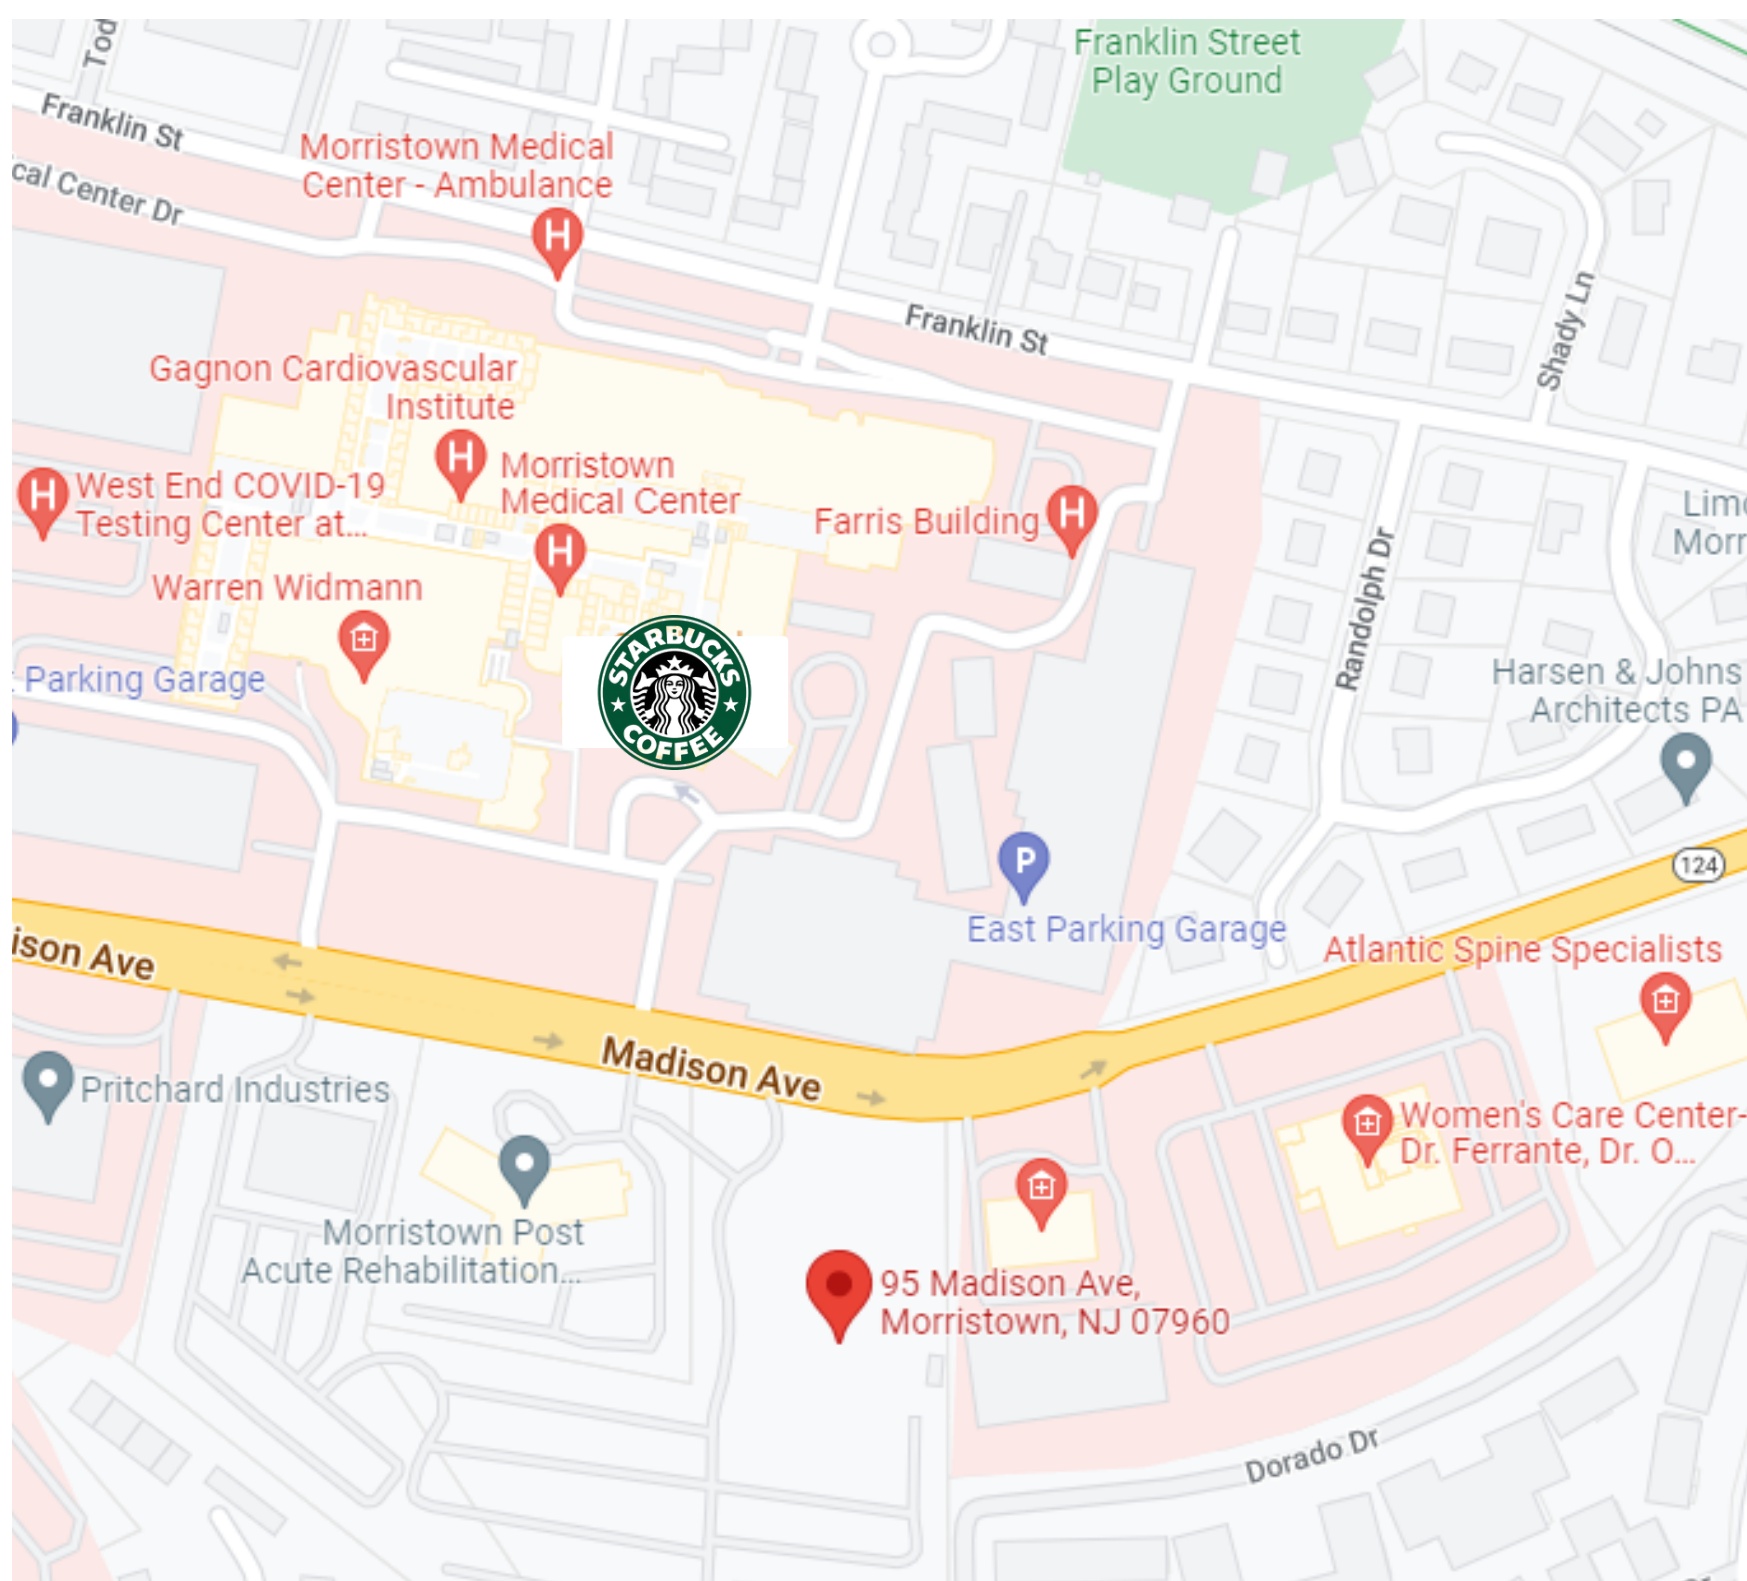 Tod
Franklin Street
Play Ground
Franklin St
Morristown Medical
Center - Ambulance
cal Center Dr
H
Franklin St
Shady Ln
Gagnon Cardiovascular
Institute
H
Morristown
Medical Center
H
West End COVID-19
Testing Center at...
H
Farris Building
H
Lim
Morr
Randolph Dr
Warren Widmann
STARBUCKS
COFFEE
Parking Garage
Harsen & Johns
Architects PA
P
East Parking Garage
124
ison Ave
Atlantic Spine Specialists
Madison Ave
Pritchard Industries
Women's Care Center-
Dr. Ferrante, Dr. O...
Morristown Post
Acute Rehabilitation...
95 Madison Ave,
Morristown, NJ 07960
Dorado Dr